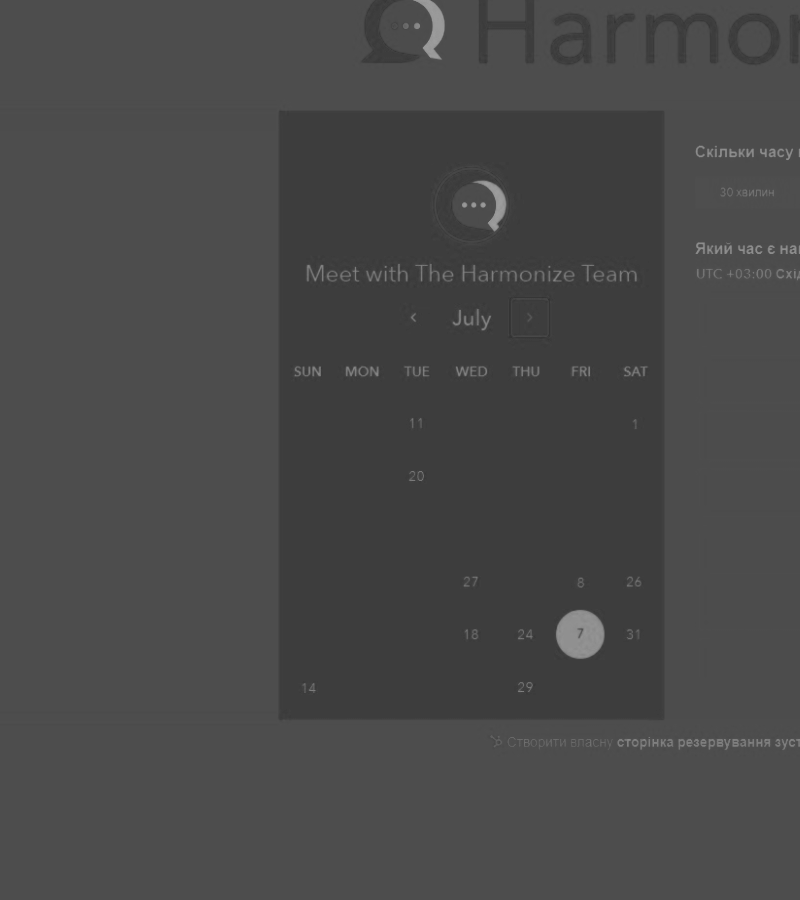 Harmon
Meet with The Harmonize Team
July
SUN MON TUE WED THU FRI SAT
11 1
20
27 8 26
18 24 7 31
14 29
Скільки часу
30 хвилин
Який час є на
UTC +03:00 Схід
Створити власну сторінка резервування зуст